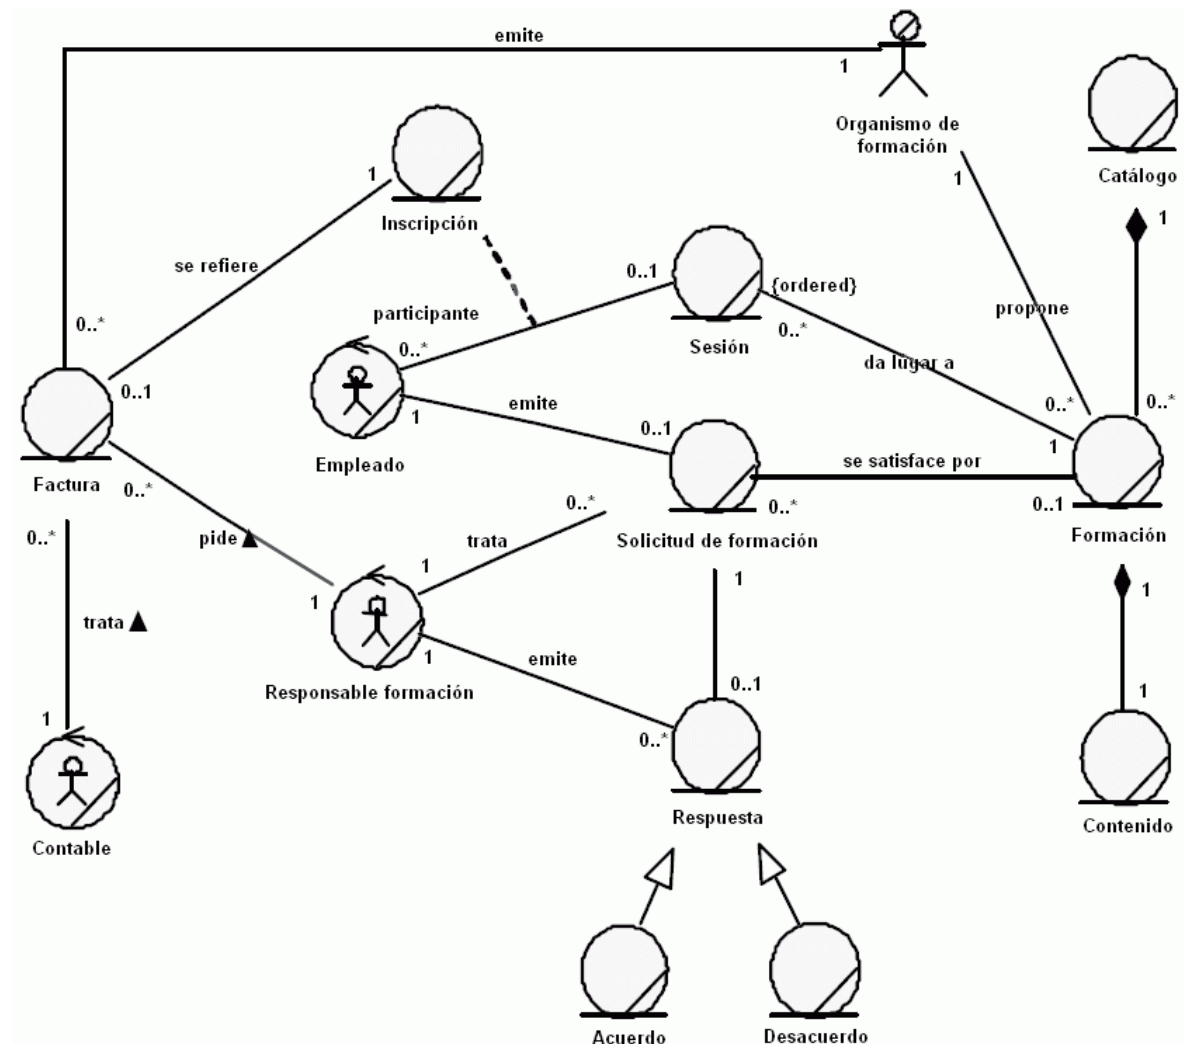 emite
1
Organismo de
formación
Catálogo
1
1
1
Inscripción
se refiere
0..1
{ordered}
participante
0..*
0..*
0..*
Sesión
propone
da lugar a
0..1
emite
1
0..1
0..*
0..*
1
Empleado
se satisface por
Factura
0..*
0..*
0..*
0..1
0..*
pide ▲
trata
Solicitud de formación
Formación
1
1
1
1
trata ▲
Responsable formación
1
emite
0..1
1
1
0..*
Contable
Respuesta
Contenido
Acuerdo
Desacuerdo